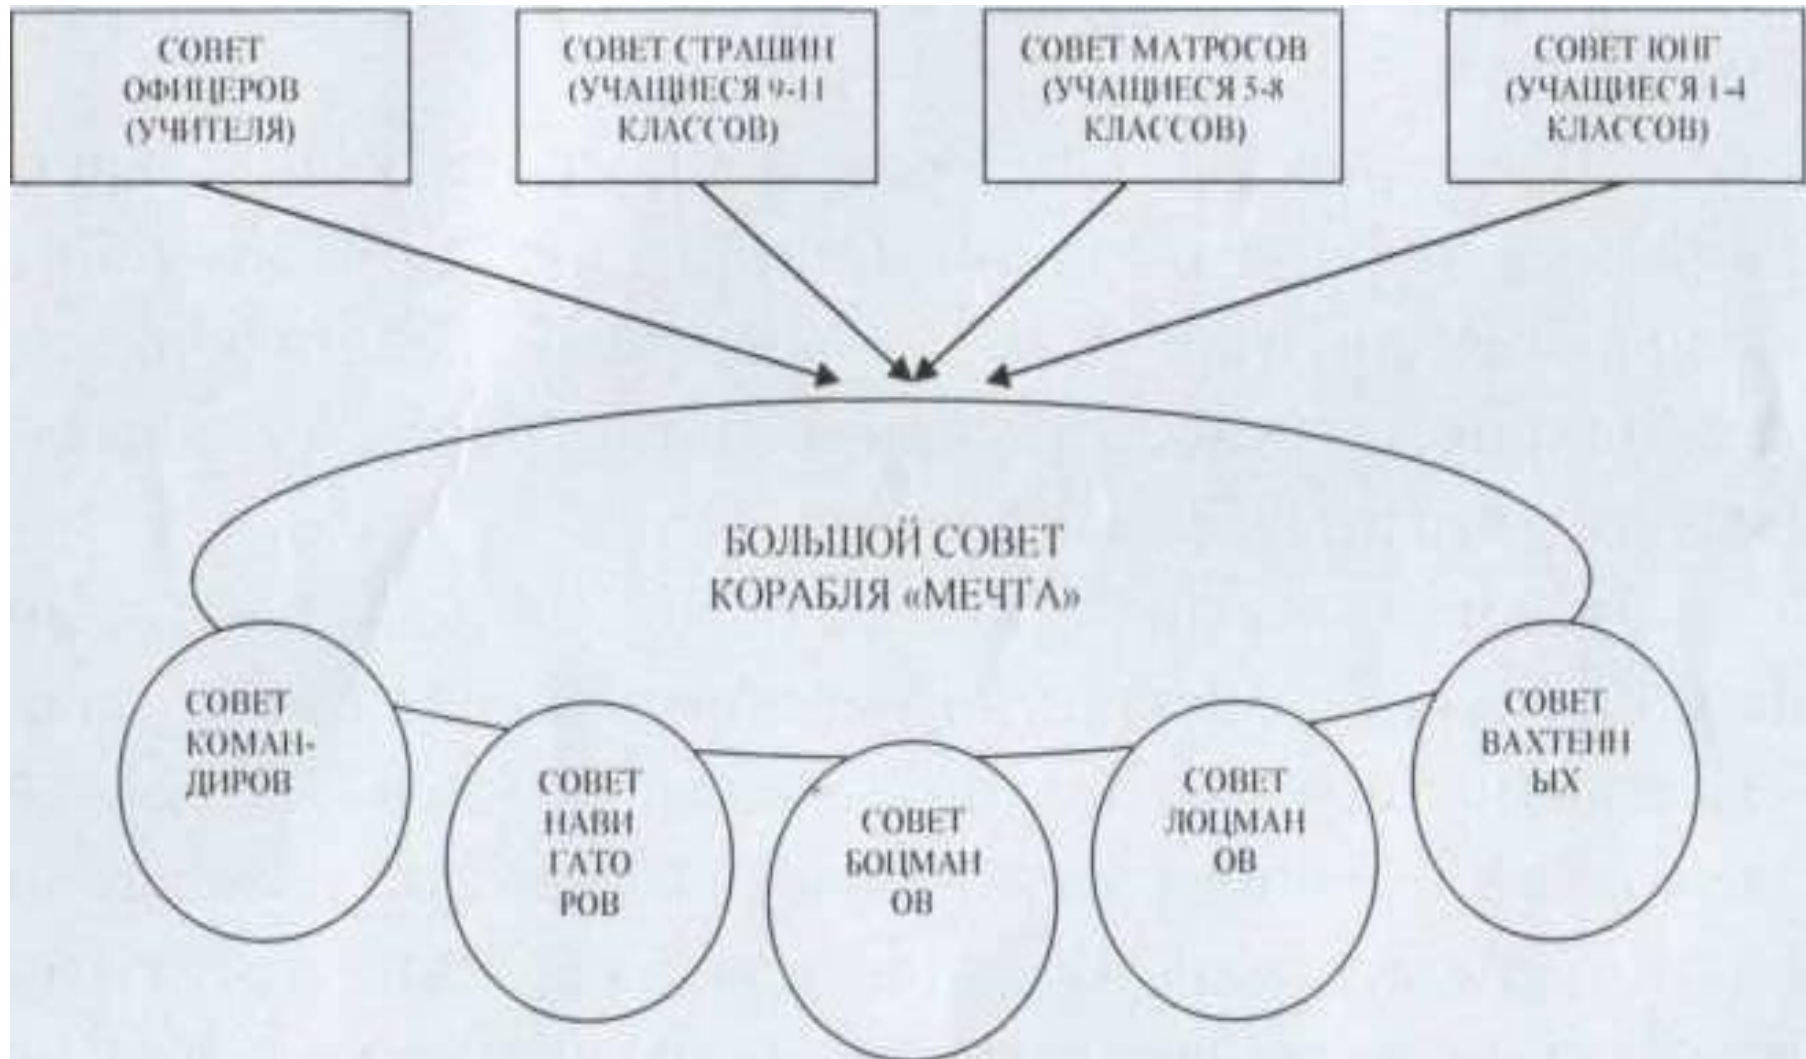 СОВЕТ
ОФИЦЕРОВ
(УЧИТЕЛЯ)
СОВЕТ СТРАШИН
(УЧАЩИЕСЯ 9-11
КЛАССОВ)
СОВЕТ МАТРОСОВ
(УЧАЩИЕСЯ 5-8
КЛАССОВ)
СОВЕТ ЮНГ
(УЧАЩИЕСЯ 1-4
КЛАССОВ)
БОЛЬШОЙ СОВЕТ
КОРАБЛЯ «МЕЧТА»
СОВЕТ
КОМАН-
ДИРОВ
СОВЕТ
НАВИ
ГАТО
РОВ
СОВЕТ
БОЦМАН
ОВ
СОВЕТ
ЛОЦМАН
ОВ
СОВЕТ
ВАХТЕНН
ЫХ